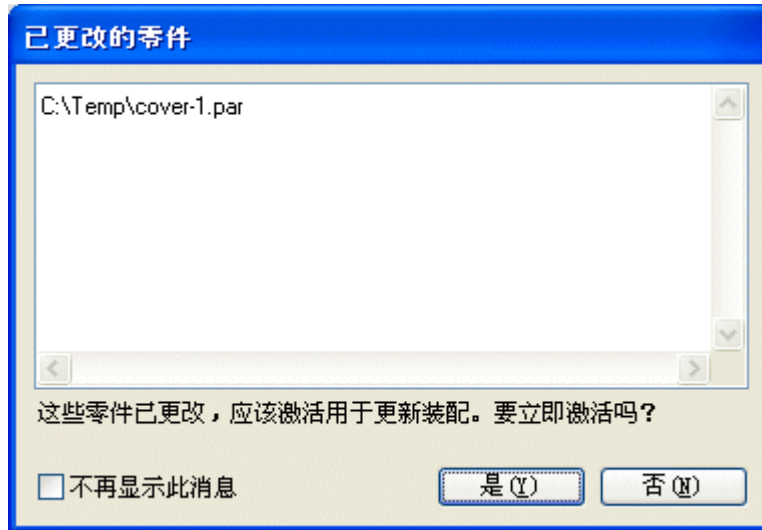 已更改的零件
C:\Temp\cover-1.par
这些零件已更改，应该激活用于更新装配。要立即激活吗？
不再显示此消息
是(Y)
否(N)